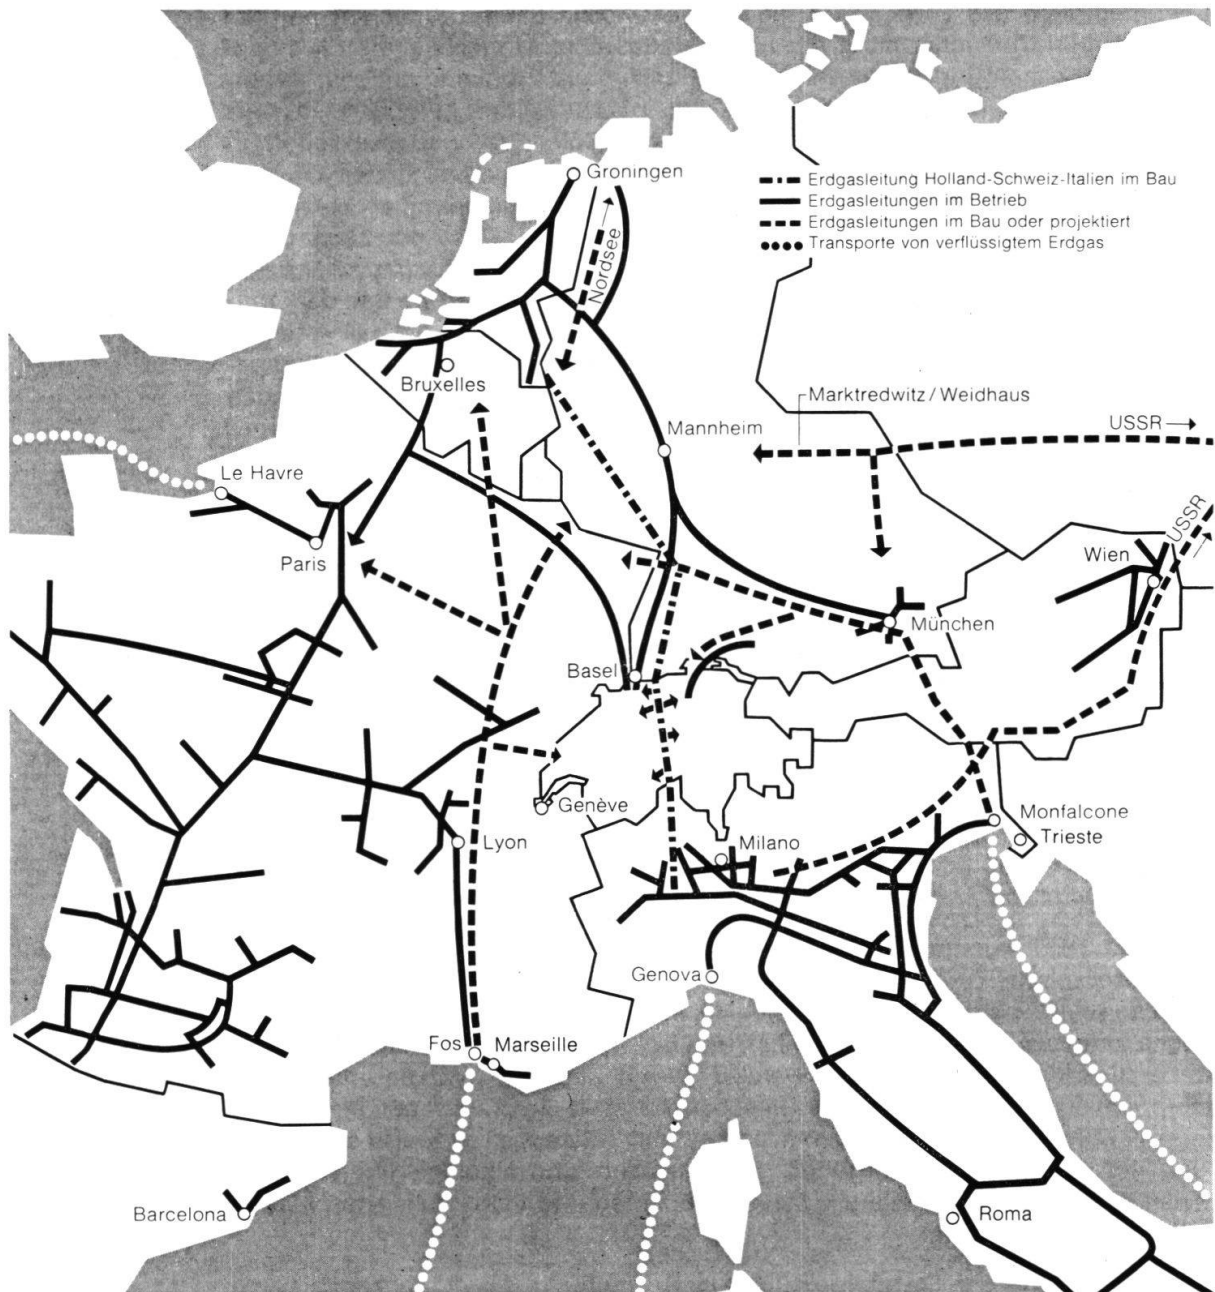 Groningen
Erdgasleitung Holland-Schweiz-Italien im Bau
Erdgasleitungen im Betrieb
Erdgasleitungen im Bau oder projektiert
Transporte von verflüssigtem Erdgas
Nordsee
Bruxelles
Marktredwitz/Weidhaus
USSR
Mannheim
Le Havre
Paris
USSR
Wien
München
Basel
Genève
Monfalcone
Trieste
Lyon
Milano
Genova
Fos
Marseille
Barcelona
Roma